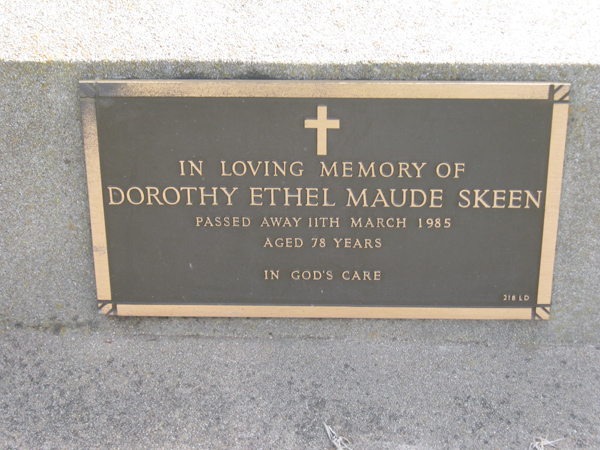 IN LOVING MEMORY OF
DOROTHY ETHEL MAUDE SKEEN
PASSED AWAY 11TH MARCH 1985
AGED 78 YEARS
IN GOD'S CARE
318 LD